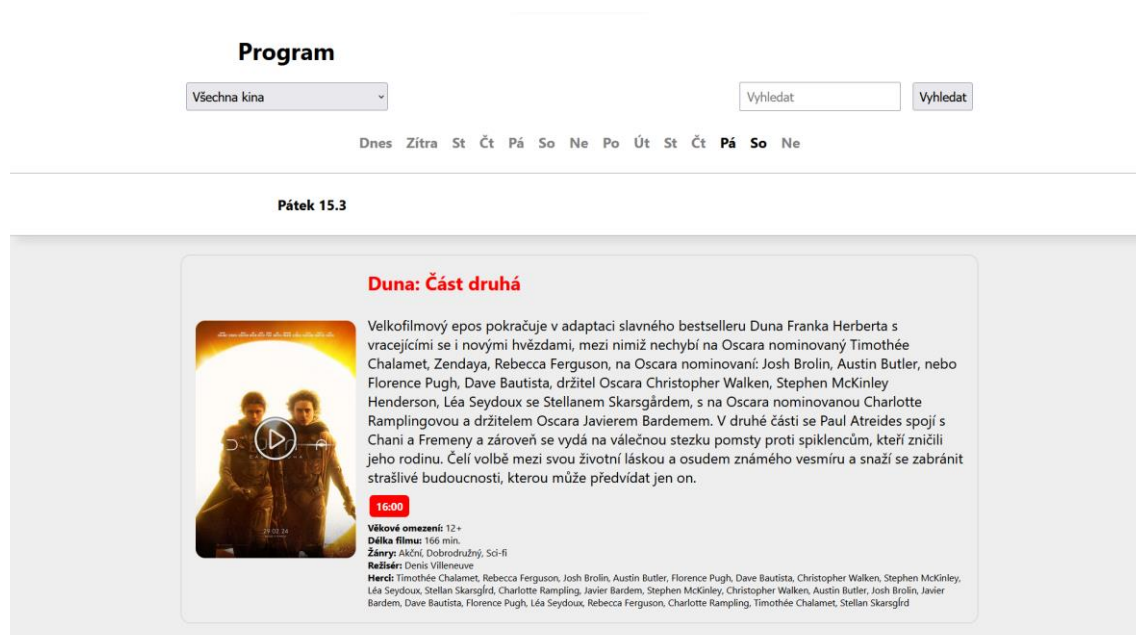 Program
Všechna kina
Vyhledat
Vyhledat
Dnes Zítra St Čt Pá So Ne Po Út St Čt Pá So Ne
Pátek 15.3
Duna: Část druhá
Velkofilmový epos pokračuje v adaptaci slavného bestselleru Duna Franka Herberta s
vracejícími se i novými hvězdami, mezi nimiž nechybí na Oscara nominovaný Timothée
Chalamet, Zendaya, Rebecca Ferguson, na Oscara nominovaní: Josh Brolin, Austin Butler, nebo
Florence Pugh, Dave Bautista, držitel Oscara Christopher Walken, Stephen McKinley
Henderson, Léa Seydoux se Stellanem Skarsgårdem, s na Oscara nominovanou Charlotte
Ramplingovou a držitelem Oscara Javierem Bardemem. V druhé části se Paul Atreides spojí s
Chani a Fremeny a zároveň se vydá na válečnou stezku pomsty proti spiklencům, kteří zničili
jeho rodinu. Čelí volbě mezi svou životní láskou a osudem známého vesmíru a snaží se zabránit
strašlivé budoucnosti, kterou může předvídat jen on.
29.02.24
16:00
Věkové omezení: 12+
Délka filmu: 166 min.
Žánry: Akční, Dobrodružný, Sci-fi
Režisér: Denis Villeneuve
Herci: Timothée Chalamet, Rebecca Ferguson, Josh Brolin, Austin Butler, Florence Pugh, Dave Bautista, Christopher Walken, Stephen McKinley,
Léa Seydoux, Stellan Skarsgĺrd, Charlotte Rampling, Javier Bardem, Stephen McKinley, Christopher Walken, Austin Butler, Josh Brolin, Javier
Bardem, Dave Bautista, Florence Pugh, Léa Seydoux, Rebecca Ferguson, Charlotte Rampling, Timothée Chalamet, Stellan Skarsgĺrd